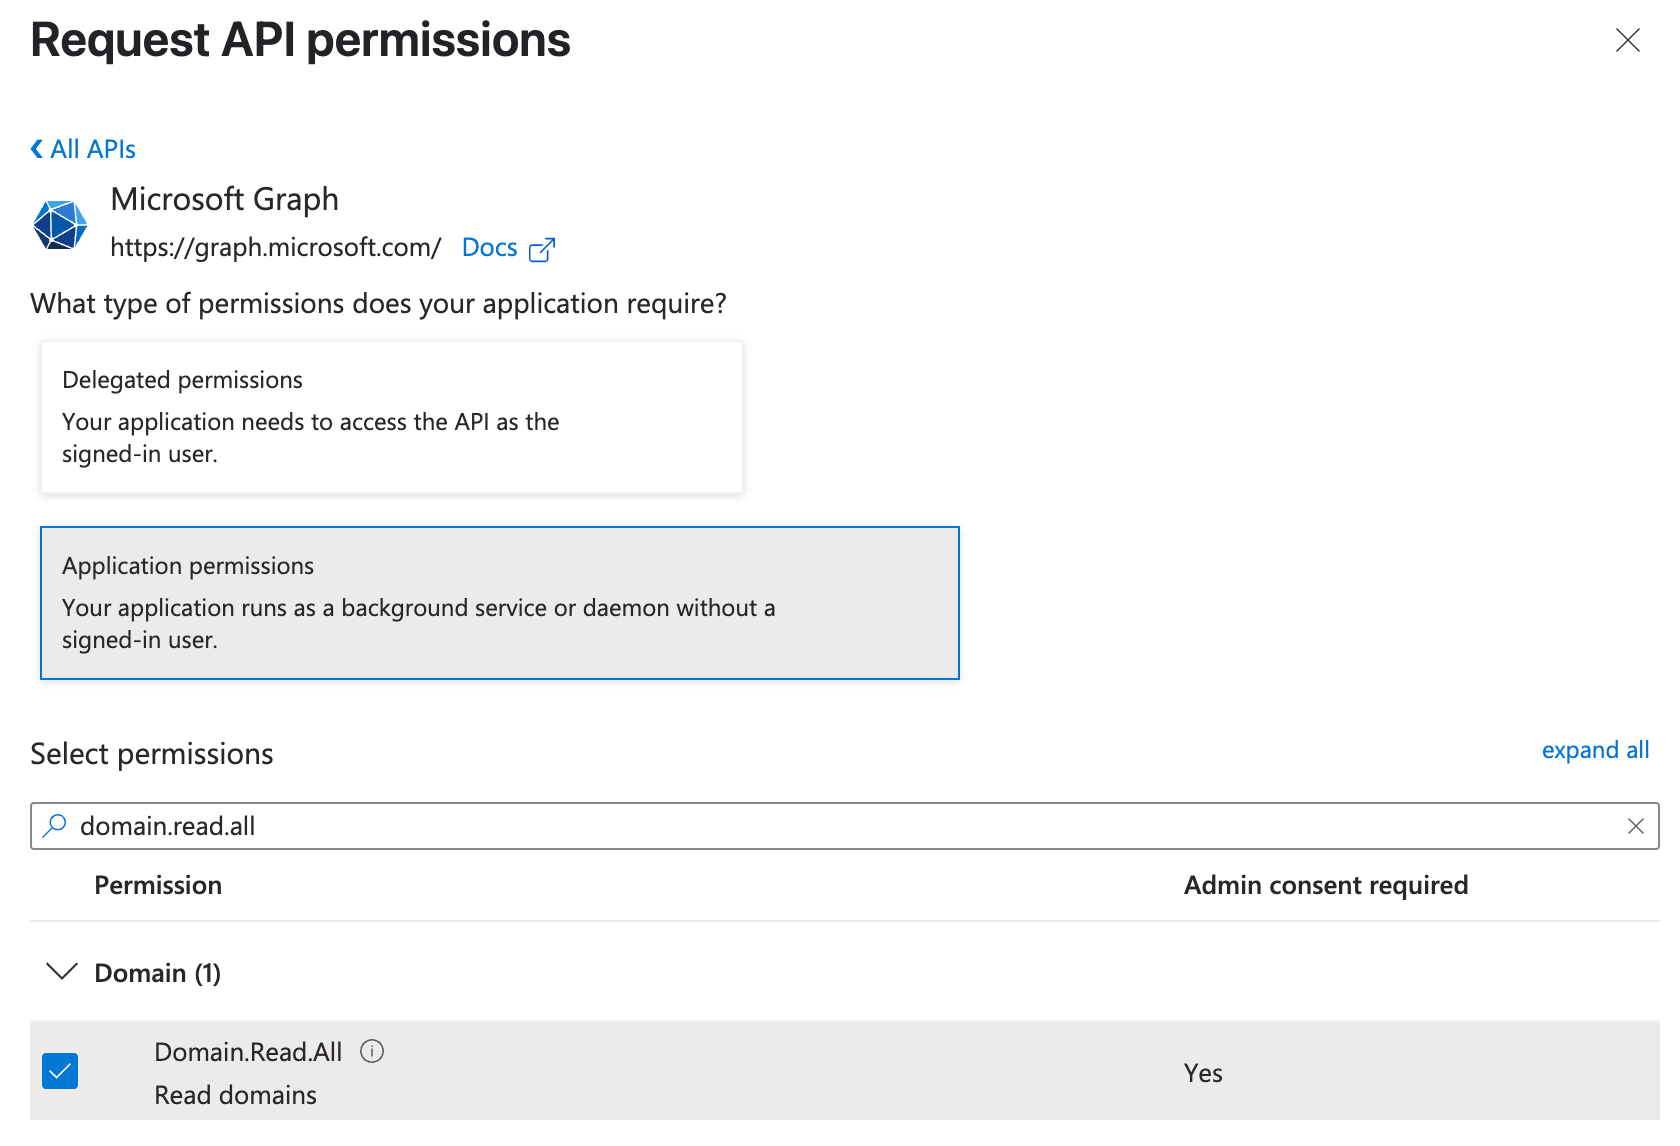 Request API permissions
All APIs
Microsoft Graph
https://graph.microsoft.com/ Docs
What type of permissions does your application require?
Delegated permissions
Your application needs to access the API as the
signed-in user.
Application permissions
Your application runs as a background service or daemon without a
signed-in user.
Select permissions
expand all
domain.read.all
Permission Admin consent required
Domain (1)
Domain.Read.All
Read domains
Yes